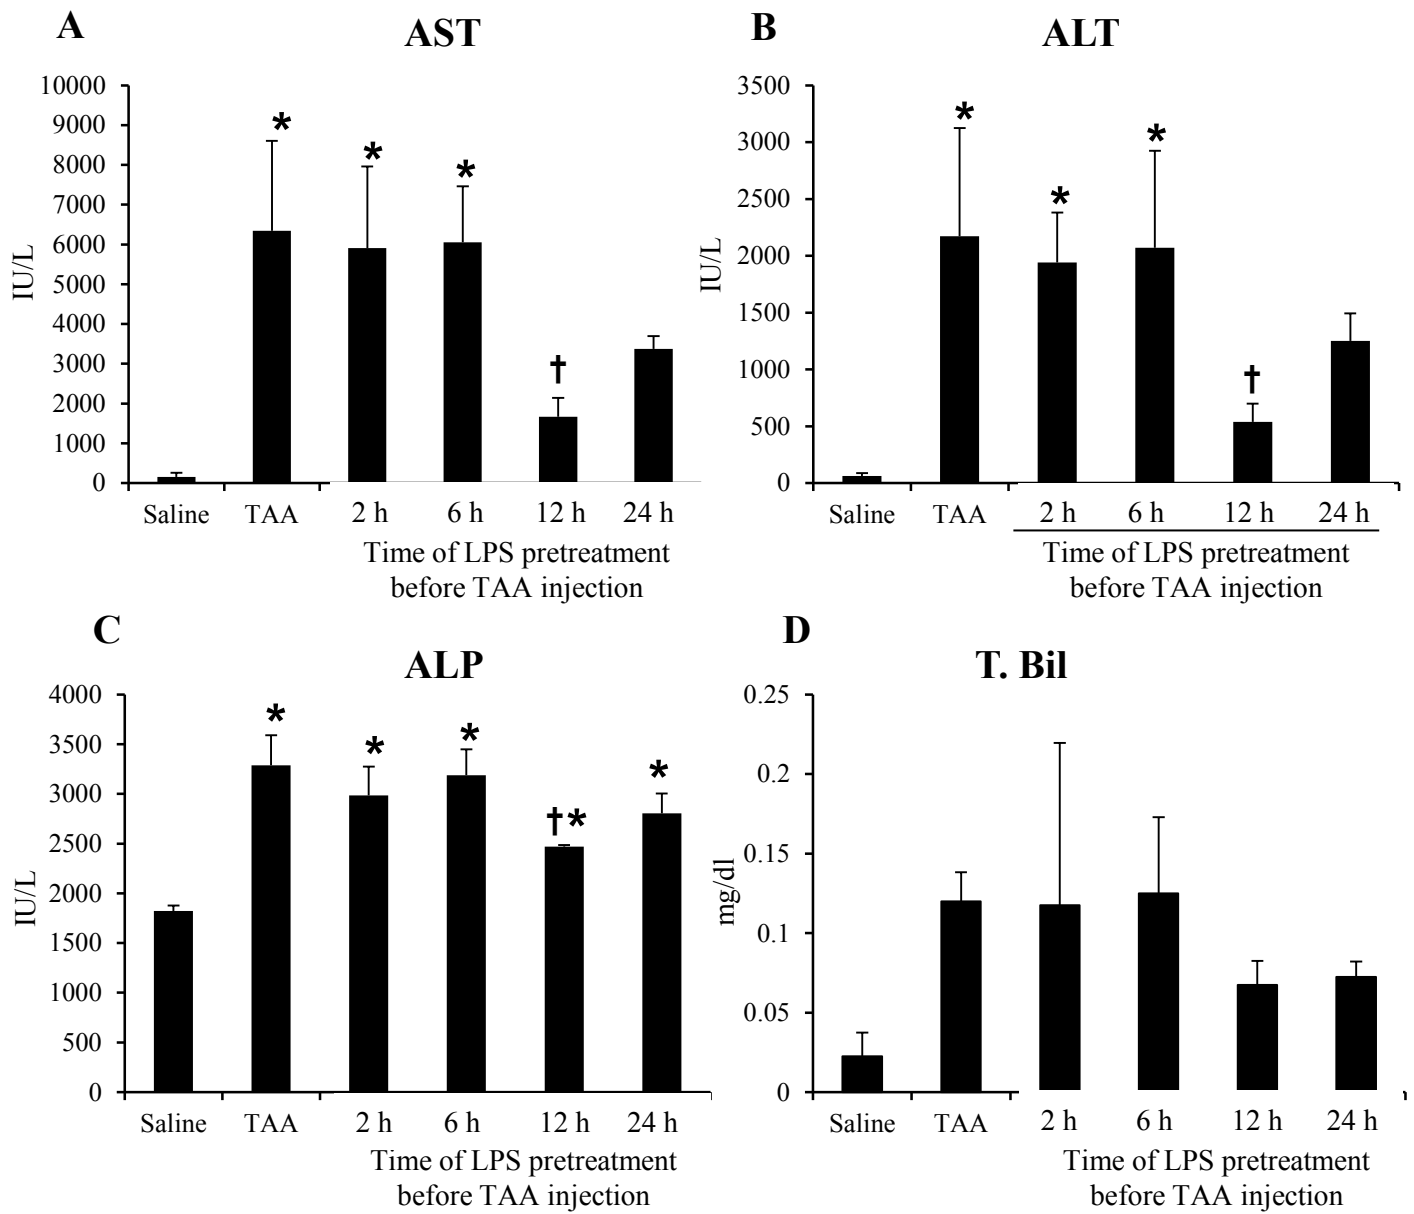 A
AST
10000
9000
8000
7000
6000
5000
4000
3000
2000
1000
0
IU/L
*
*
*
†
Saline TAA 2 h 6 h 12 h 24 h
Time of LPS pretreatment
before TAA injection
B
ALT
3500
3000
2500
2000
1500
1000
500
0
IU/L
*
*
*
†
Saline TAA 2 h 6 h 12 h 24 h
Time of LPS pretreatment
before TAA injection
C
ALP
4000
3500
3000
2500
2000
1500
1000
500
0
IU/L
*
*
*
†*
*
Saline TAA 2 h 6 h 12 h 24 h
Time of LPS pretreatment
before TAA injection
D
T. Bil
0.25
0.2
0.15
0.1
0.05
0
mg/dl
Saline TAA 2 h 6 h 12 h 24 h
Time of LPS pretreatment
before TAA injection